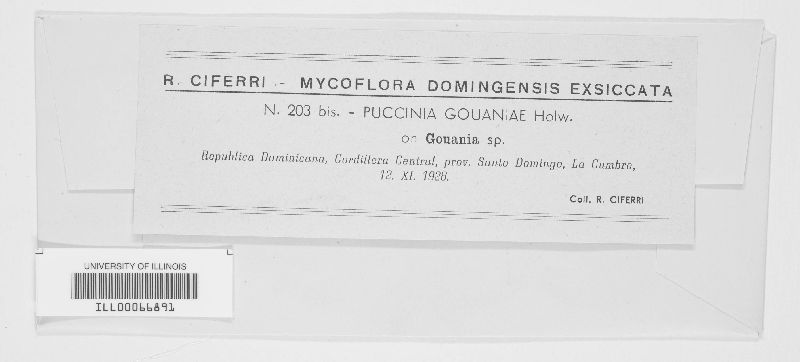 R. CIFERRI - MYCOFLORA DOMINGENSIS EXSICCATA
N. 203 bis. - PUCCINIA GOUANIAE Holw.
on Gouania sp.
Republica Dominicana, Cordillera Central, prov. Santo Domingo, La Cumbre,
12. XI. 1928.
Coll. R. CIFERRI
UNIVERSITY OF ILLINOIS
ILL00066891